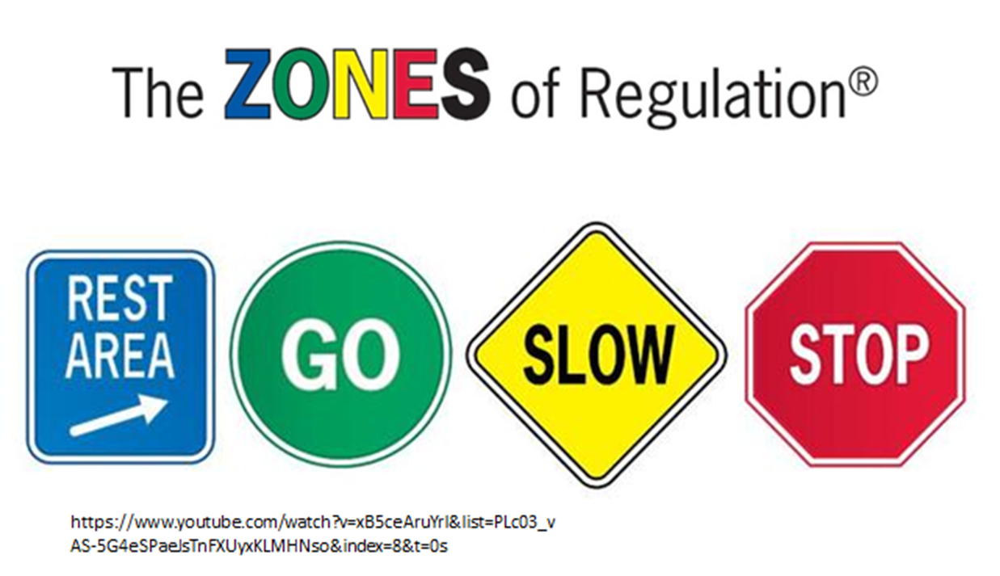 The ZONES of Regulation®
REST
AREA
GO
SLOW
STOP
https://www.youtube.com/watch?v=xB5ceAruYrI&list=PLc03_v
AS-5G4eSPaeJsTnFXUyxKLMHNso&index=8&t=0s